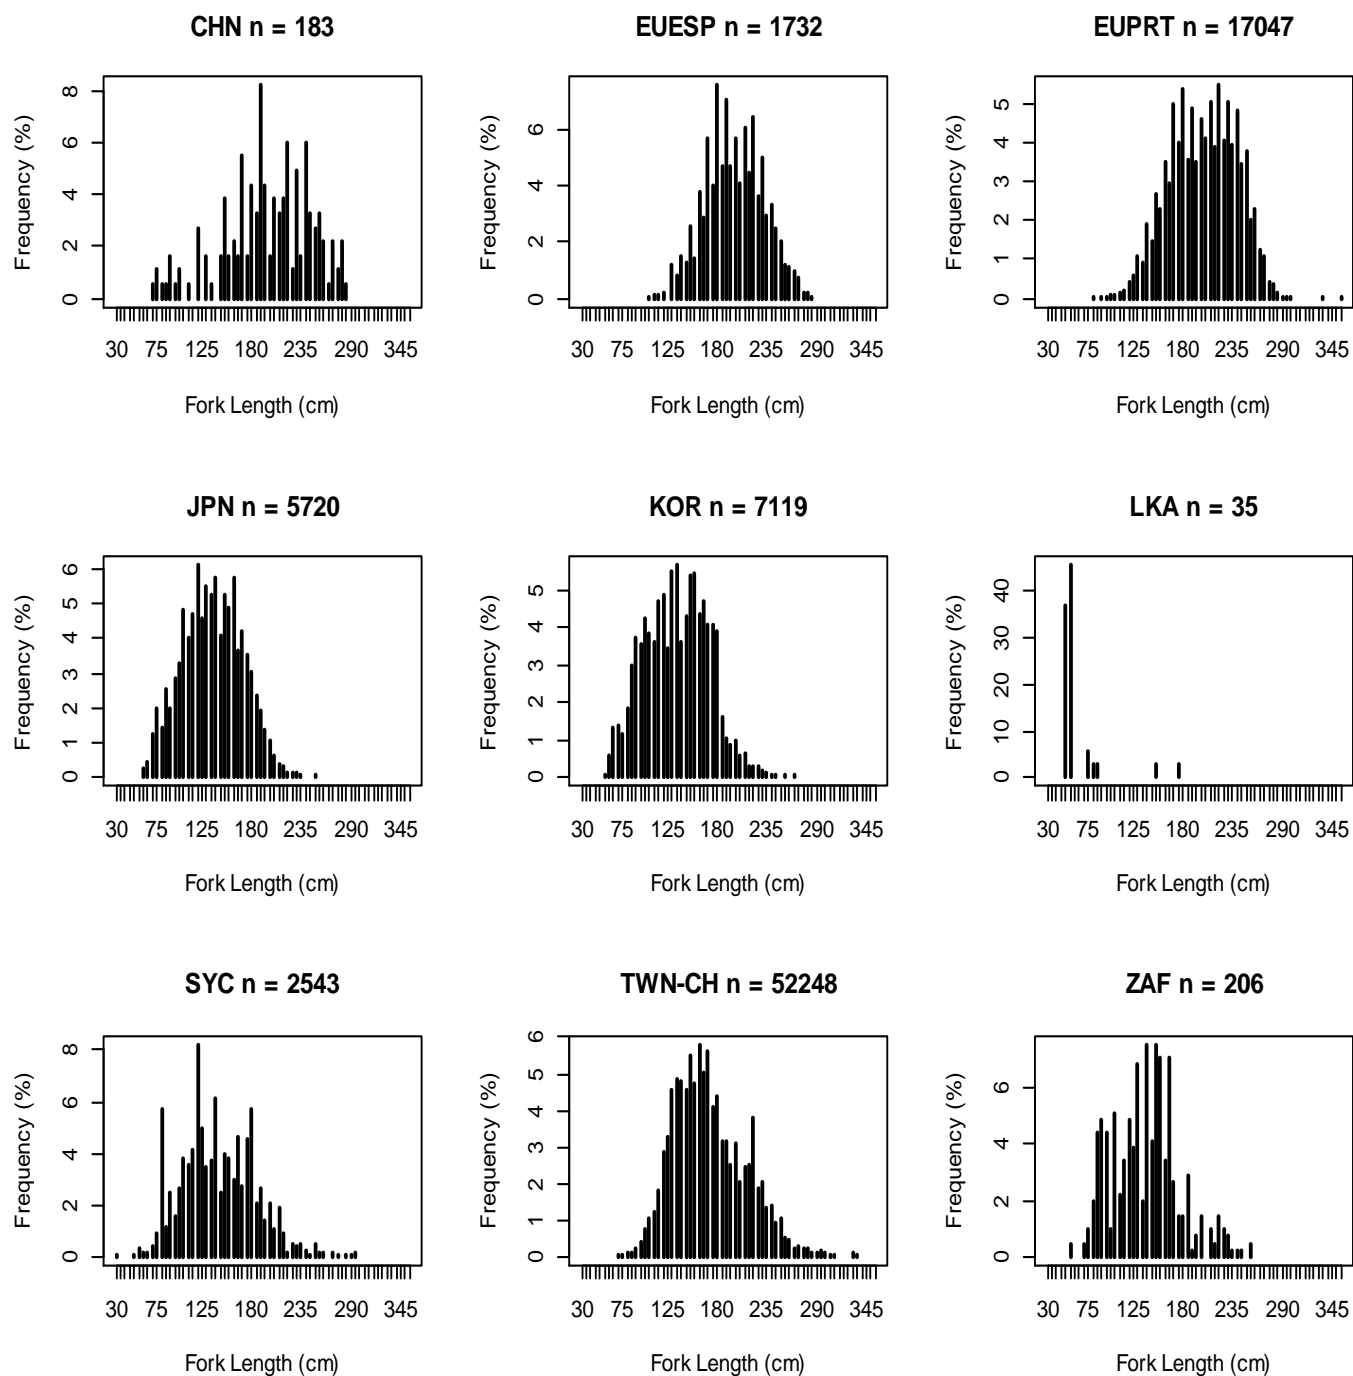 CHN n = 183
Frequency (%)
8
6
4
2
0
30 75 125 180 235 290 345
Fork Length (cm)
EUESP n = 1732
Frequency (%)
6
4
2
0
30 75 125 180 235 290 345
Fork Length (cm)
EUPRT n = 17047
Frequency (%)
5
4
3
2
1
0
30 75 125 180 235 290 345
Fork Length (cm)
JPN n = 5720
Frequency (%)
6
5
4
3
2
1
0
30 75 125 180 235 290 345
Fork Length (cm)
KOR n = 7119
Frequency (%)
5
4
3
2
1
0
30 75 125 180 235 290 345
Fork Length (cm)
LKA n = 35
Frequency (%)
40
30
20
10
0
30 75 125 180 235 290 345
Fork Length (cm)
SYC n = 2543
Frequency (%)
8
6
4
2
0
30 75 125 180 235 290 345
Fork Length (cm)
TWN-CH n = 52248
Frequency (%)
6
5
4
3
2
1
0
30 75 125 180 235 290 345
Fork Length (cm)
ZAF n = 206
Frequency (%)
6
4
2
0
30 75 125 180 235 290 345
Fork Length (cm)